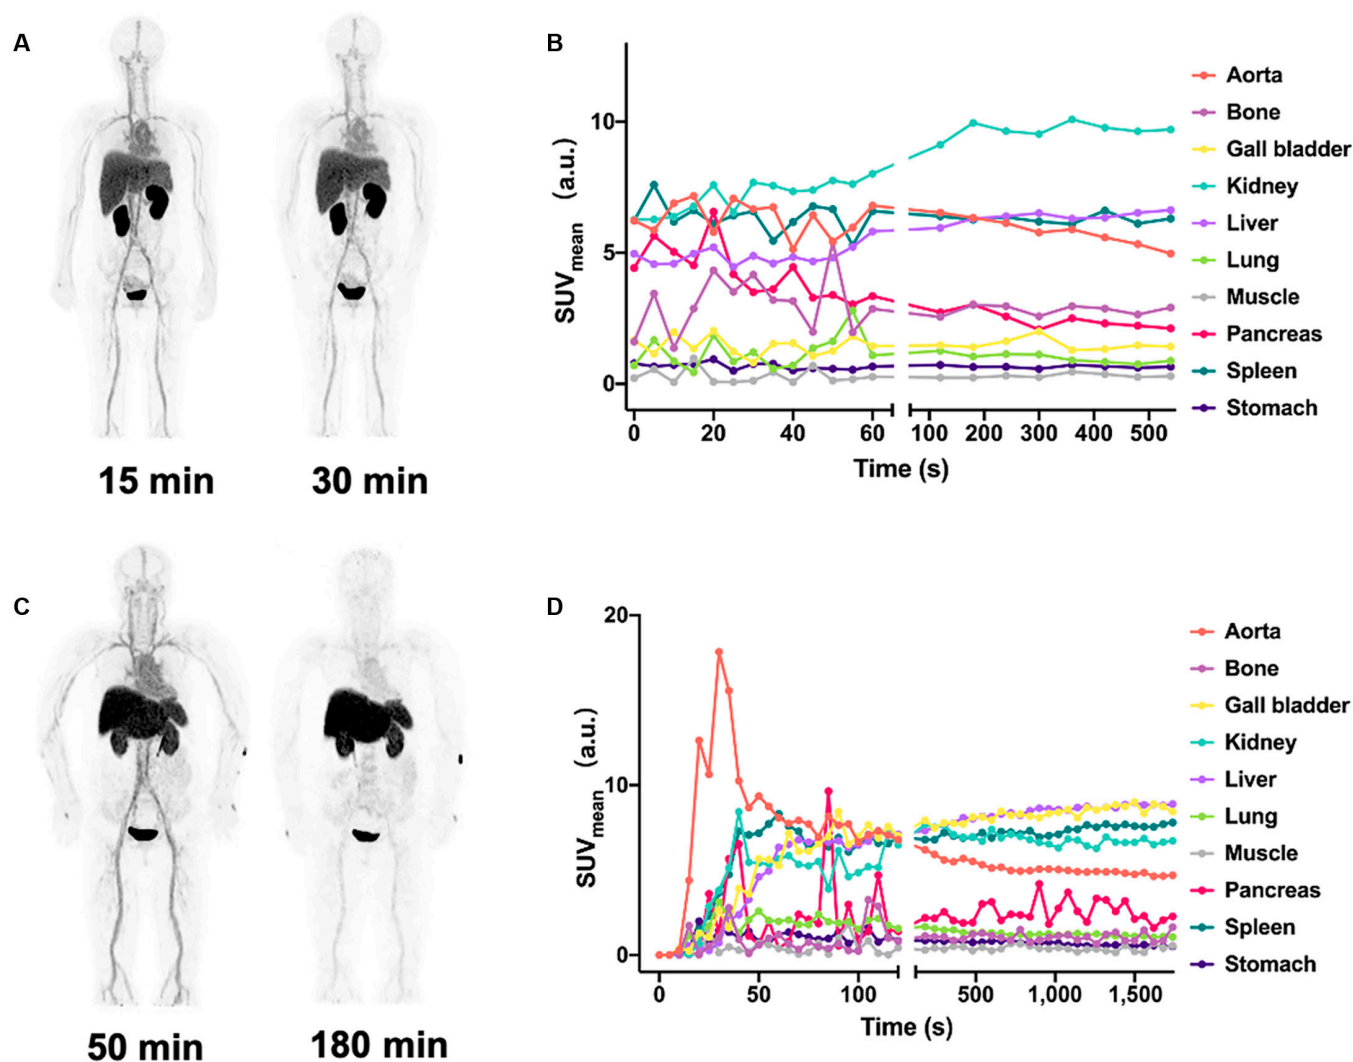 A
15 min
30 min
B
SUVmean (a.u.)
10
5
0
0 20 40 60 100 200 300 400 500
Time (s)
Aorta
Bone
Gall bladder
Kidney
Liver
Lung
Muscle
Pancreas
Spleen
Stomach
C
50 min
180 min
D
SUVmean (a.u.)
20
10
0
0 50 100 500 1,000 1,500
Time (s)
Aorta
Bone
Gall bladder
Kidney
Liver
Lung
Muscle
Pancreas
Spleen
Stomach